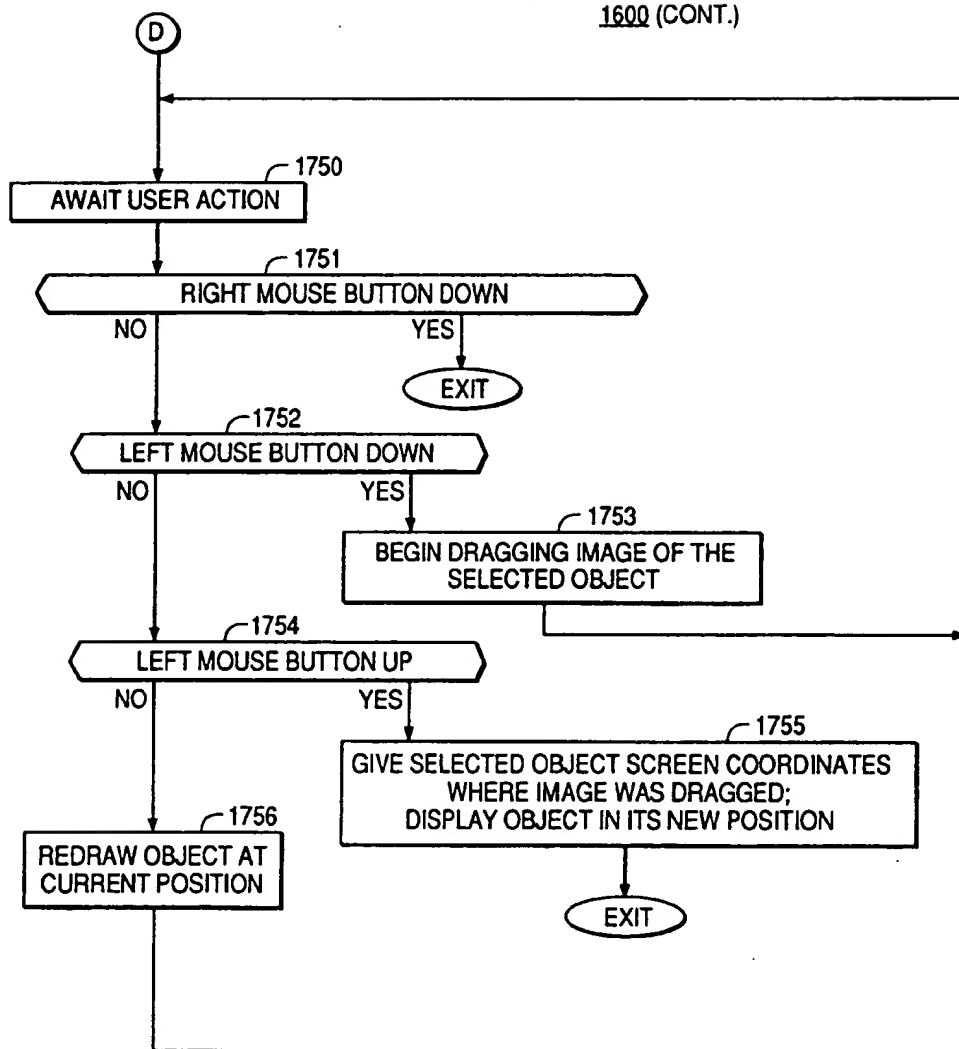 1600 (CONT.)
D
1750
AWAIT USER ACTION
1751
RIGHT MOUSE BUTTON DOWN
NO
YES
EXIT
1752
LEFT MOUSE BUTTON DOWN
NO
YES
1753
BEGIN DRAGGING IMAGE OF THE
SELECTED OBJECT
1754
LEFT MOUSE BUTTON UP
NO
YES
1755
GIVE SELECTED OBJECT SCREEN COORDINATES
WHERE IMAGE WAS DRAGGED;
DISPLAY OBJECT IN ITS NEW POSITION
1756
REDRAW OBJECT AT
CURRENT POSITION
EXIT